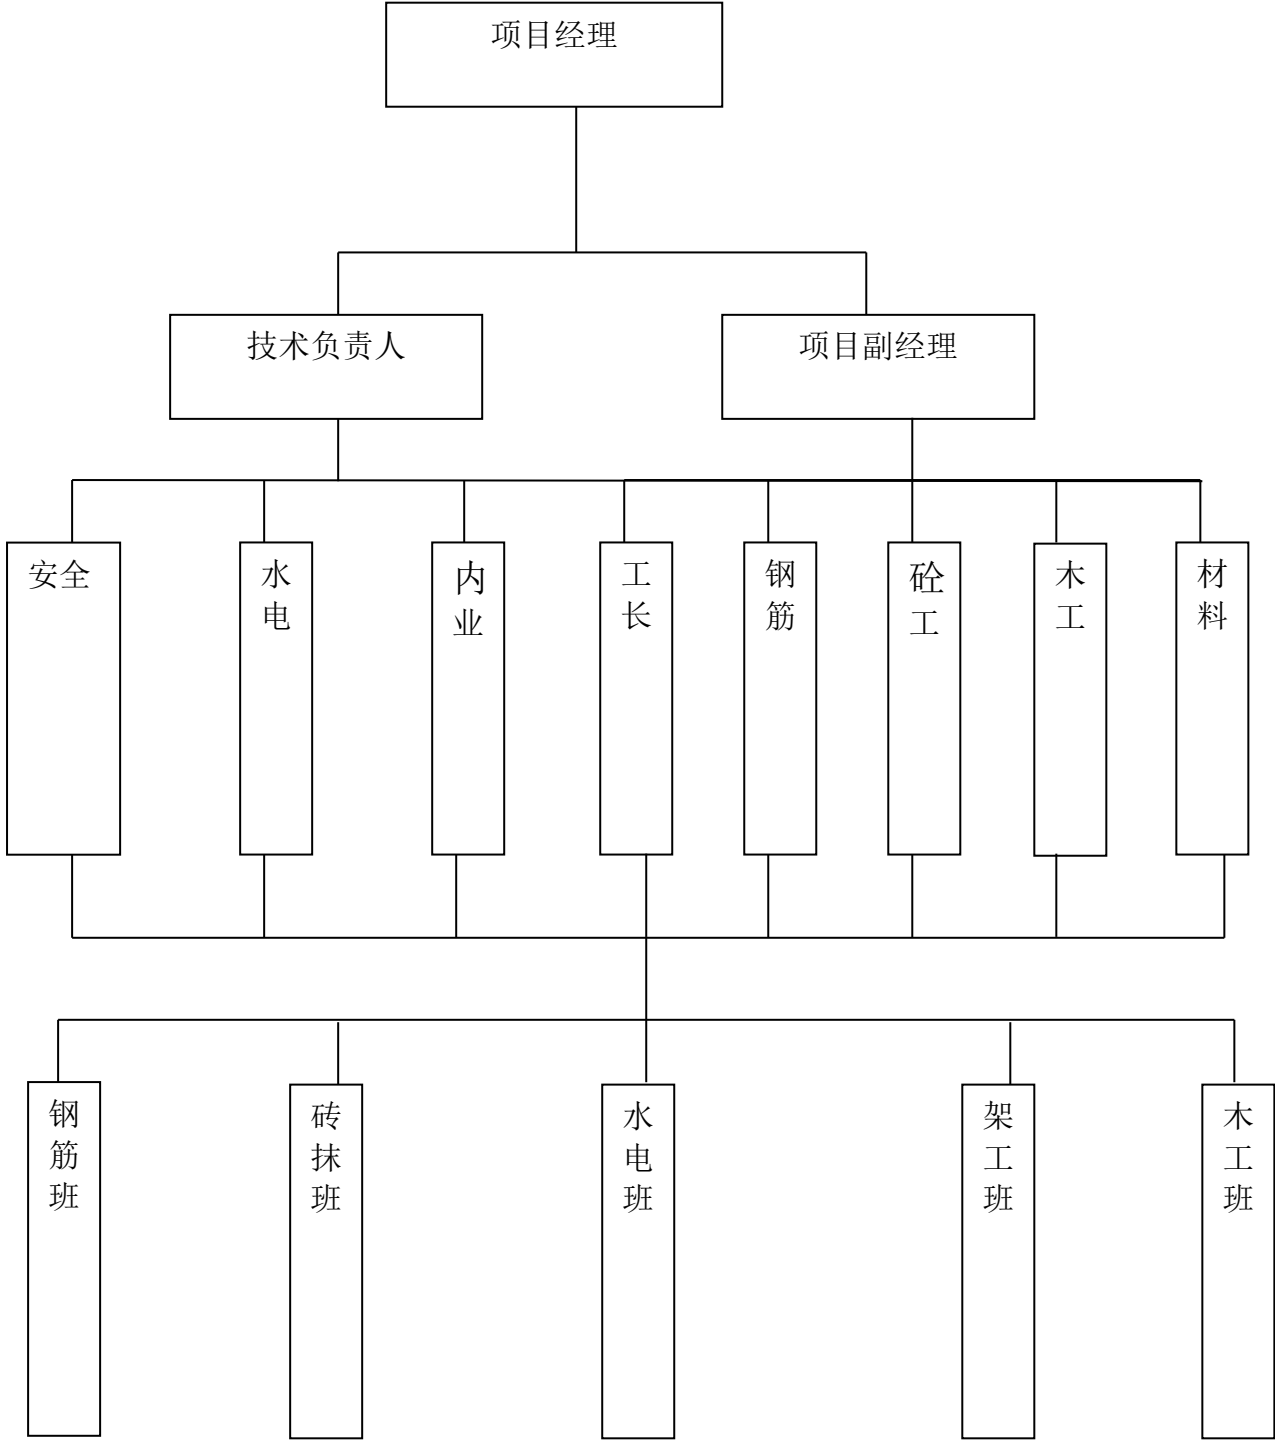 项目经理
技术负责人
项目副经理
安全
水电
内业
工长
钢筋
砼工
木工
材料
钢筋班
砖抹班
水电班
架工班
木工班